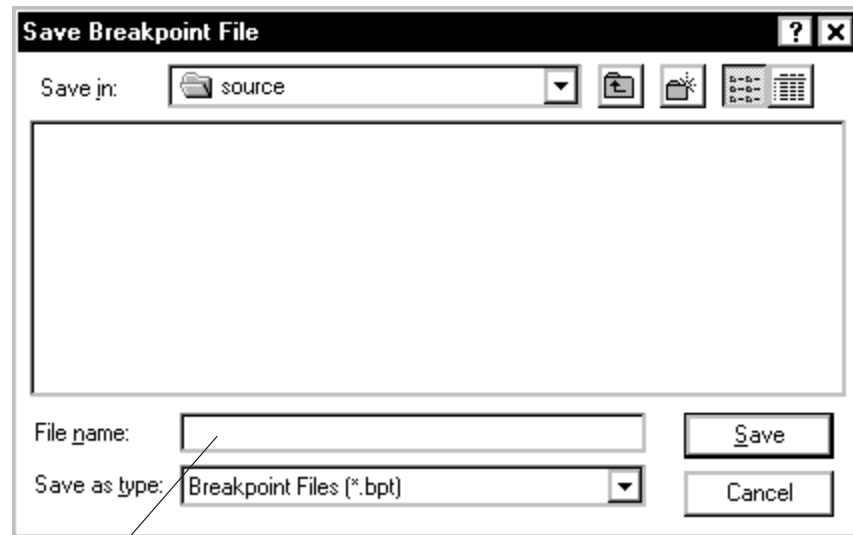 Save Breakpoint File
Save in: source
File name:
Save
Save as type: Breakpoint Files (*.bpt)
Cancel